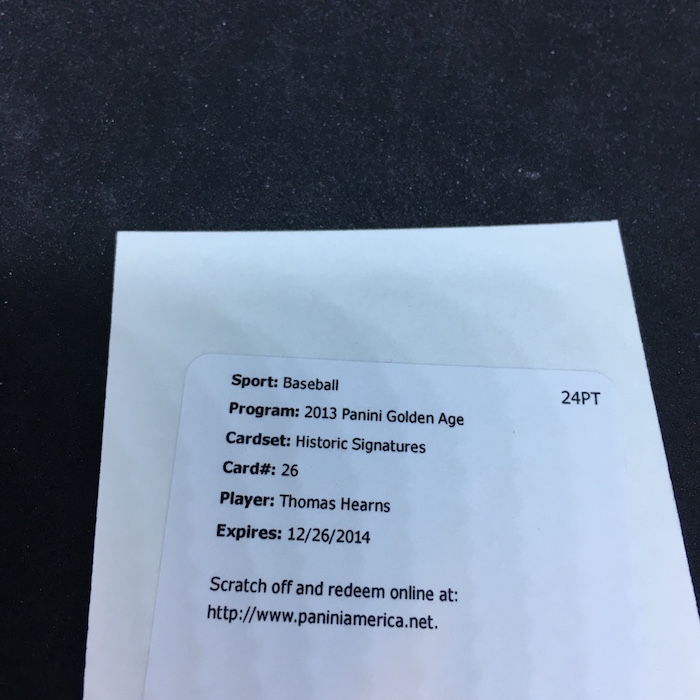 Sport: Baseball
24PT
Program: 2013 Panini Golden Age
Cardset: Historic Signatures
Card#: 26
Player: Thomas Hearns
Expires: 12/26/2014
Scratch off and redeem online at:
http://www.paniniamerica.net.